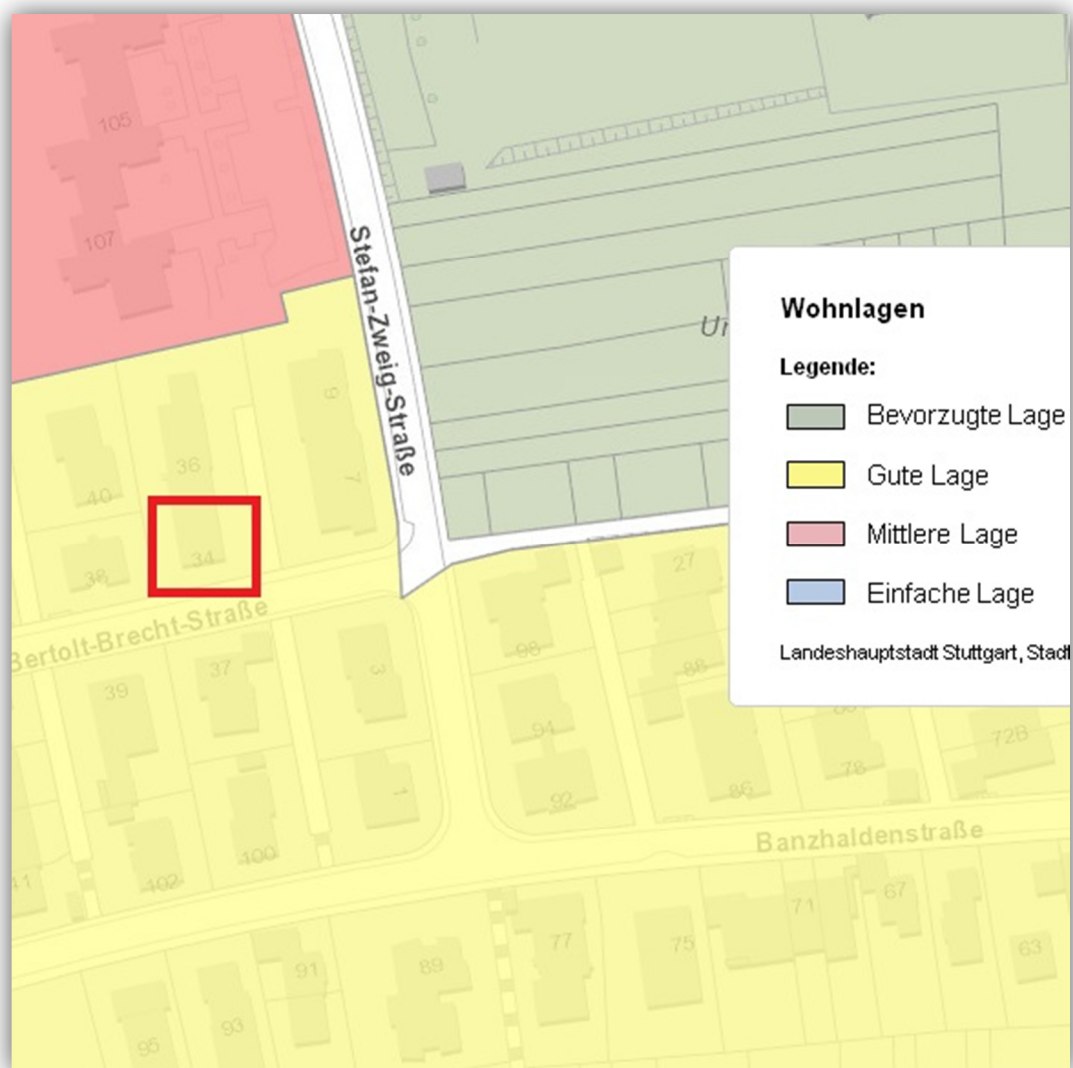 105
107
Stefan-Zweig-Straße
Ur
Wohnlagen
Legende:
Bevorzugte Lage
Gute Lage
Mittlere Lage
Einfache Lage
Landeshauptstadt Stuttgart, Stadt
9
7
36
40
34
38
Bertolt-Brecht-Straße
27
98
88
37
3
39
94
72B
78
86
92
1
100
102
Banzhaldenstraße
71
67
77
75
63
91
89
93
95